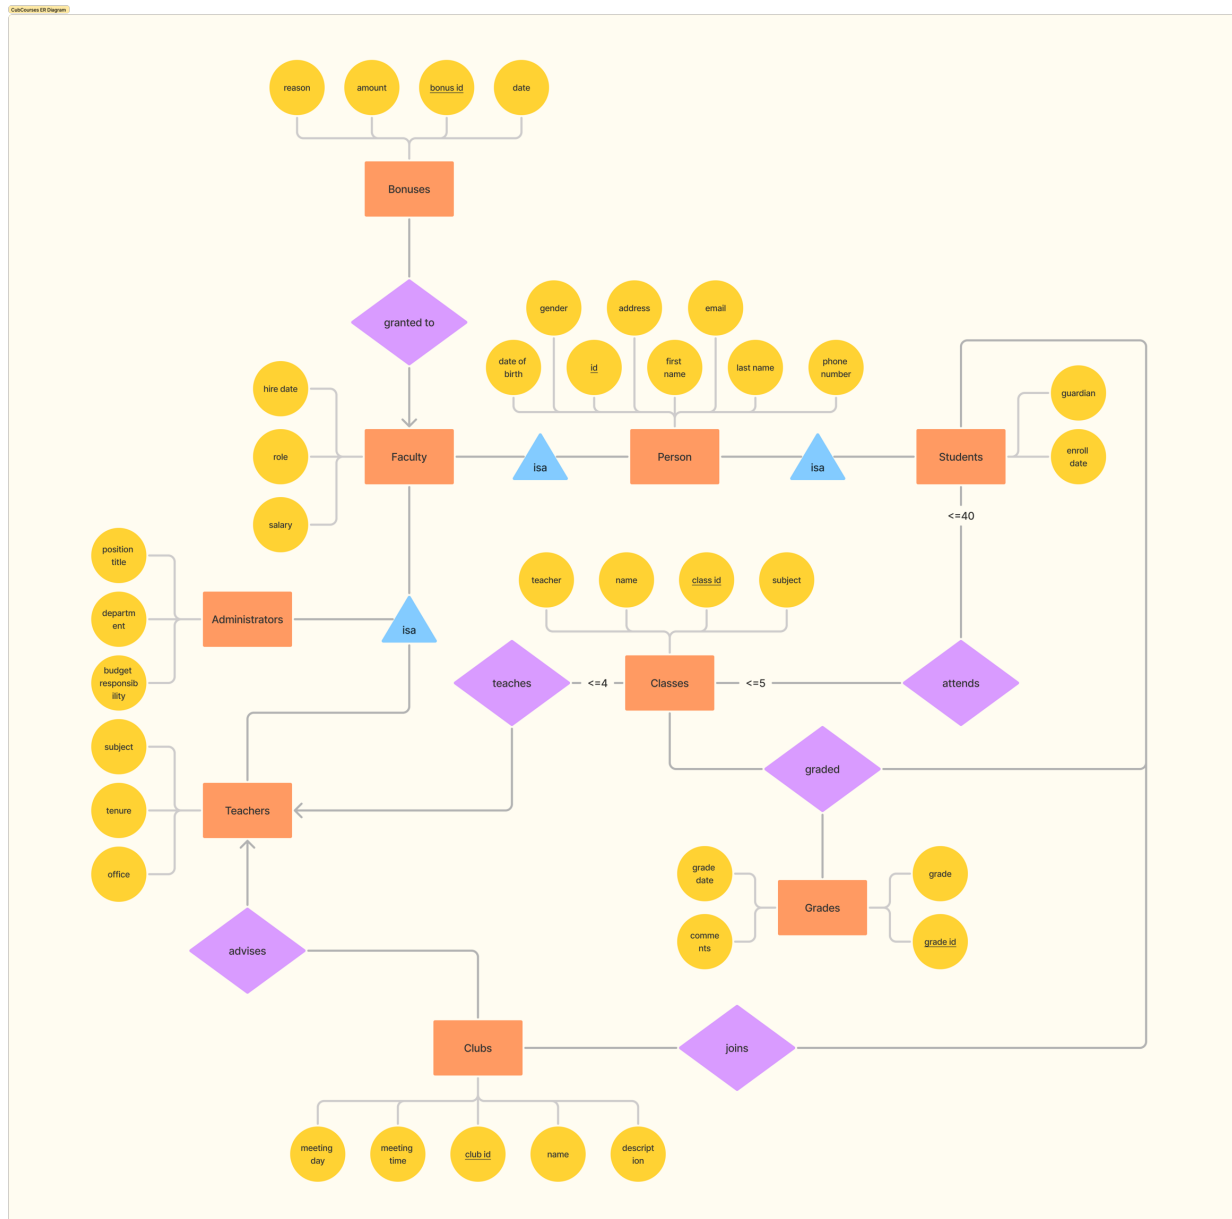 CubCourses ER Diagram
reason
amount
bonus id
date
Bonuses
granted to
gender
address
email
date of
birth
id
first
name
last name
phone
number
hire date
role
salary
Faculty
isa
Person
isa
Students
guardian
enroll
date
<=40
position
title
departm
ent
budget
responsib
ility
Administrators
isa
teacher
name
class id
subject
teaches
<=4
Classes
<=5
attends
graded
subject
tenure
office
Teachers
grade
date
comme
nts
Grades
grade
grade id
advises
Clubs
joins
meeting
day
meeting
time
club id
name
descript
ion